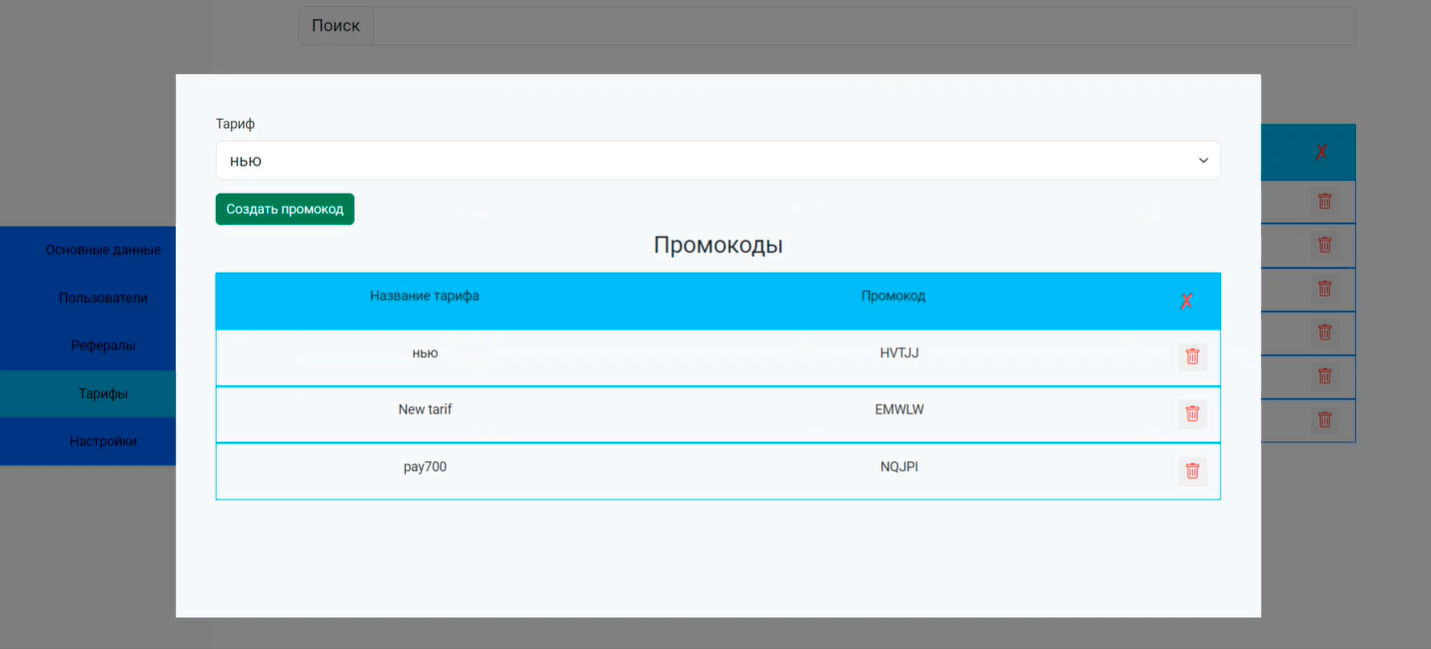 Поиск
Тариф
нью
Создать промокод
Промокоды
Название тарифа Промокод ✗
нью HVTJJ
New tarif EMWLW
pay700 NQJPI
Основные данные
Пользователи
Рефералы
Тарифы
Настройки
✗